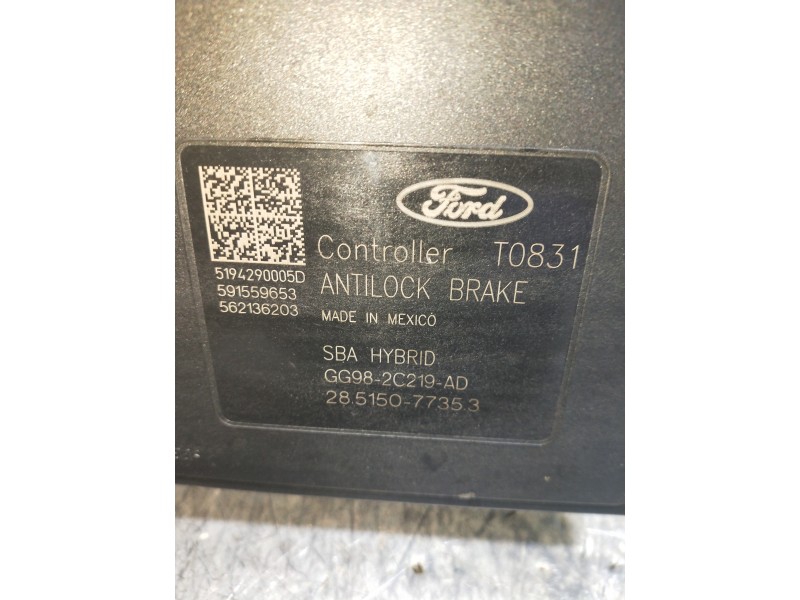 Ford
Controller T0831
5194290005D
591559653
562136203
ANTILOCK BRAKE
MADE IN MEXICO
SBA HYBRID
GG98-2C219-AD
28.5150-7735.3